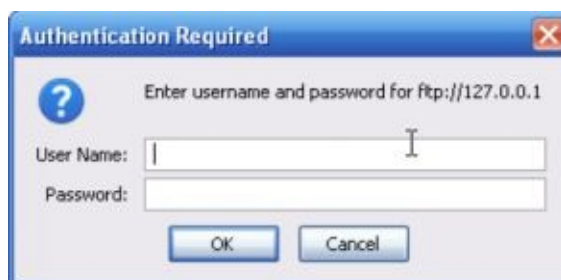 Authentication Required
Enter username and password for ftp://127.0.0.1
User Name:
Password:
OK Cancel